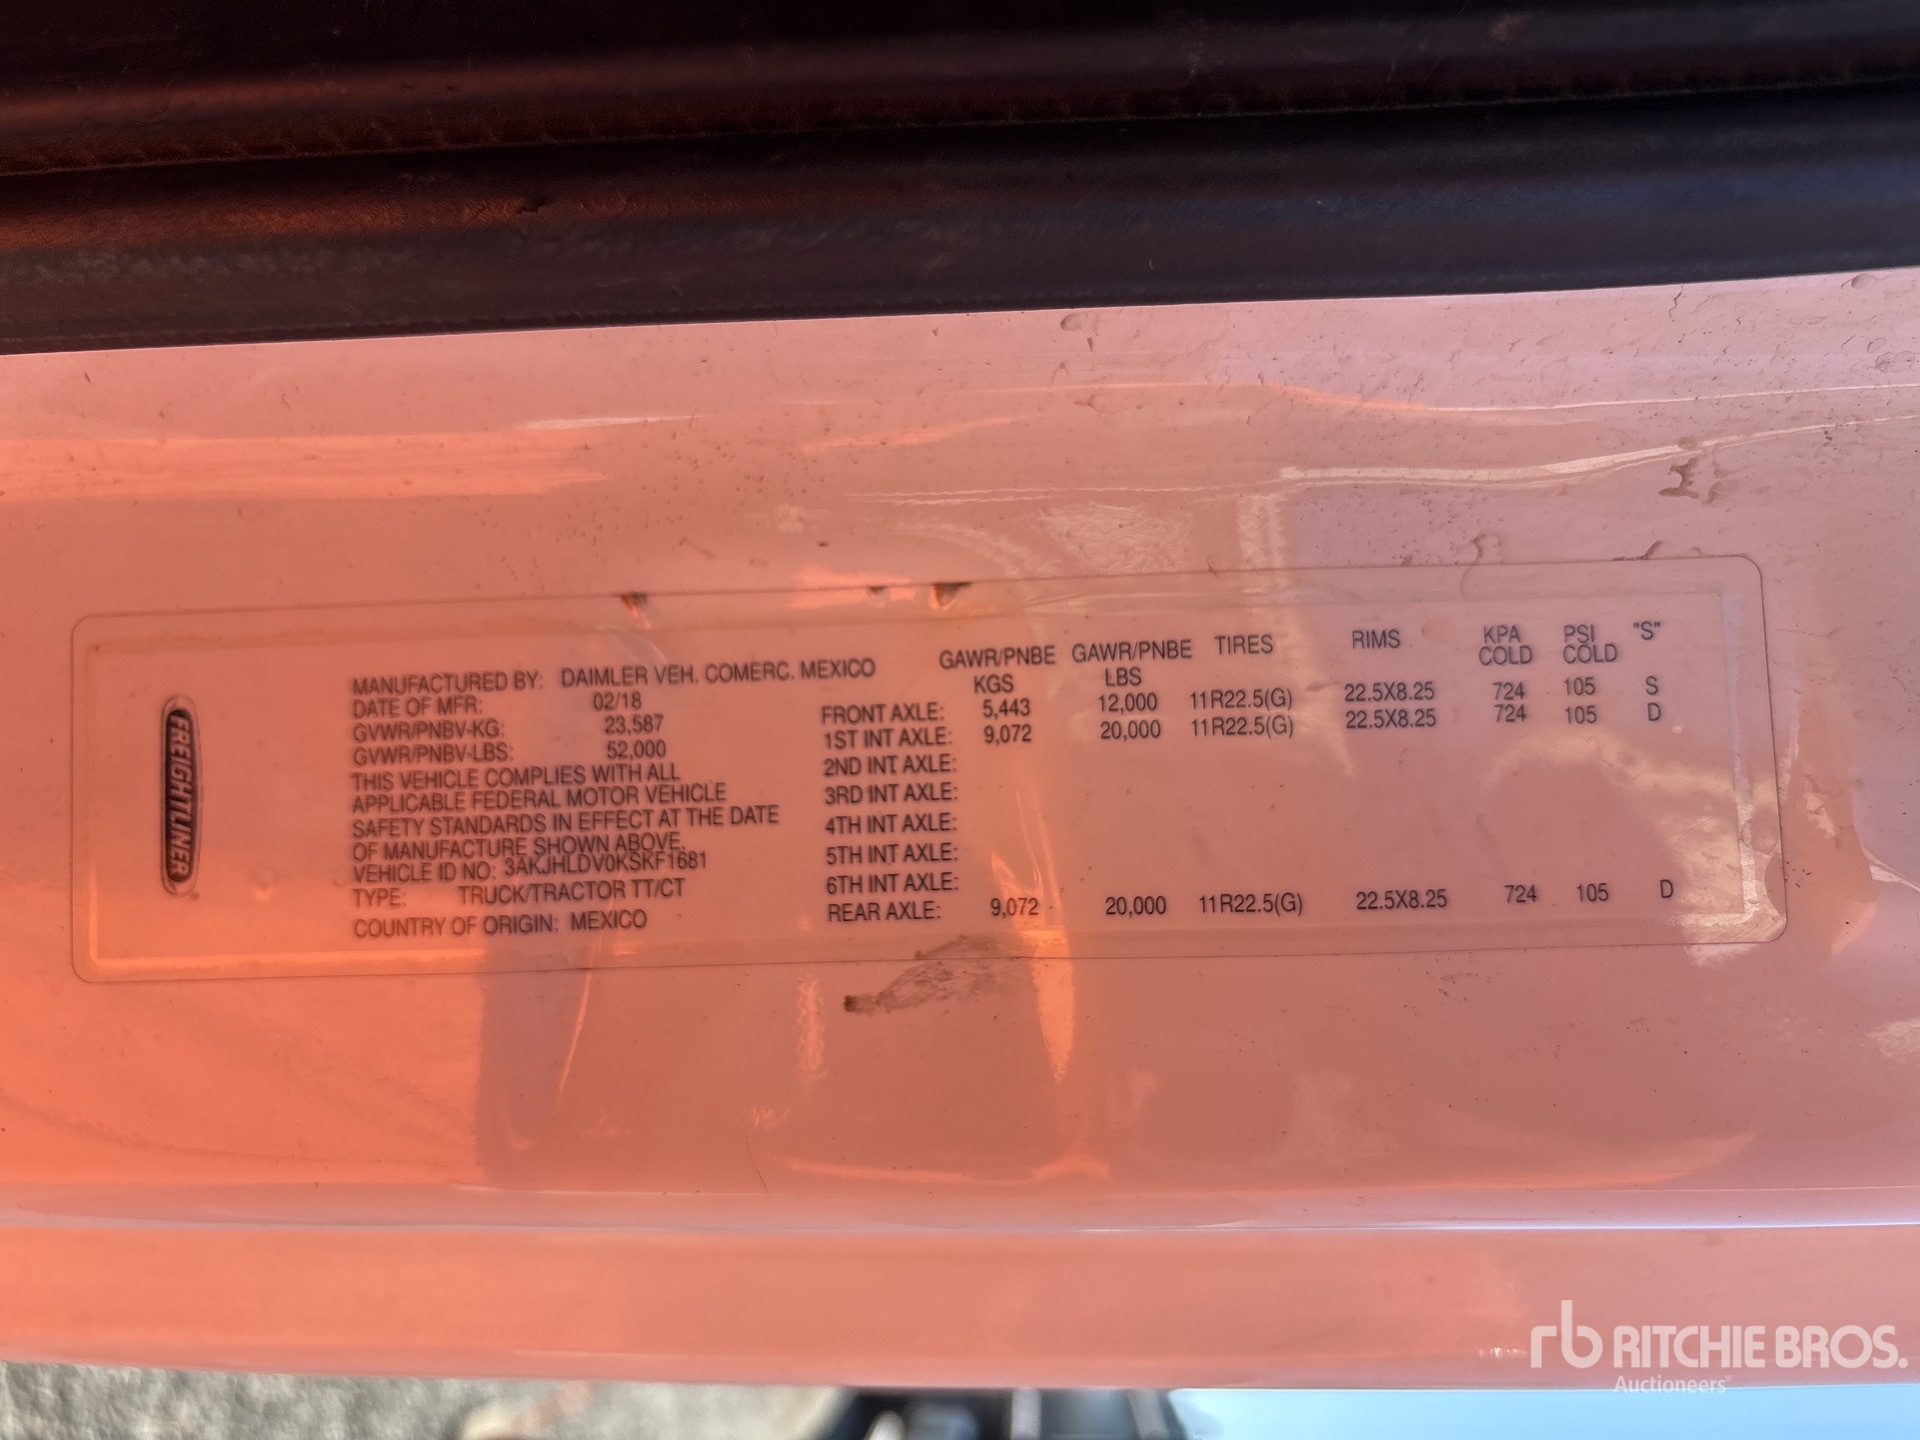 FREIGHTLINER
MANUFACTURED BY: DAIMLER VEH. COMERC. MEXICO
DATE OF MFR: 02/18
GVWR/PNBV-KG: 23,587
GVWR/PNBV-LBS: 52,000
THIS VEHICLE COMPLIES WITH ALL
APPLICABLE FEDERAL MOTOR VEHICLE
SAFETY STANDARDS IN EFFECT AT THE DATE
OF MANUFACTURE SHOWN ABOVE.
VEHICLE ID NO: 3AKJHLDV0KSKF1681
TYPE: TRUCK/TRACTOR TT/CT
COUNTRY OF ORIGIN: MEXICO
GAWR/PNBE KGS GAWR/PNBE LBS TIRES RIMS KPA COLD PSI COLD "S"
FRONT AXLE: 5,443 12,000 11R22.5(G) 22.5X8.25 724 105 S
1ST INT AXLE: 9,072 20,000 11R22.5(G) 22.5X8.25 724 105 D
2ND INT AXLE:
3RD INT AXLE:
4TH INT AXLE:
5TH INT AXLE:
6TH INT AXLE:
REAR AXLE: 9,072 20,000 11R22.5(G) 22.5X8.25 724 105 D
rb RITCHIE BROS.
Auctioneers